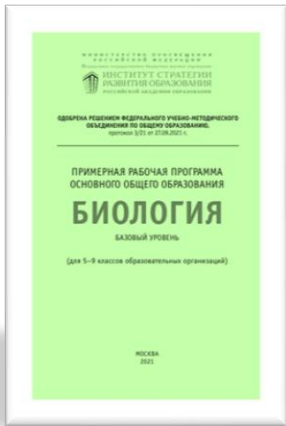 МИНИСТЕРСТВО ПРОСВЕЩЕНИЯ
РОССИЙСКОЙ ФЕДЕРАЦИИ
ИНСТИТУТ СТРАТЕГИИ
РАЗВИТИЯ ОБРАЗОВАНИЯ
РОССИЙСКОЙ АКАДЕМИИ ОБРАЗОВАНИЯ
ОДОБРЕНА РЕШЕНИЕМ ФЕДЕРАЛЬНОГО УЧЕБНО-МЕТОДИЧЕСКОГО
ОБЪЕДИНЕНИЯ ПО ОБЩЕМУ ОБРАЗОВАНИЮ,
протокол 3/21 от 27.09.2021 г.
ПРИМЕРНАЯ РАБОЧАЯ ПРОГРАММА
ОСНОВНОГО ОБЩЕГО ОБРАЗОВАНИЯ
БИОЛОГИЯ
БАЗОВЫЙ УРОВЕНЬ
(для 5–9 классов образовательных организаций)
МОСКВА
2021